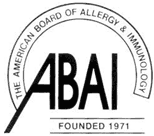 THE AMERICAN BOARD OF ALLERGY & IMMUNOLOGY
ABAI
FOUNDED 1971